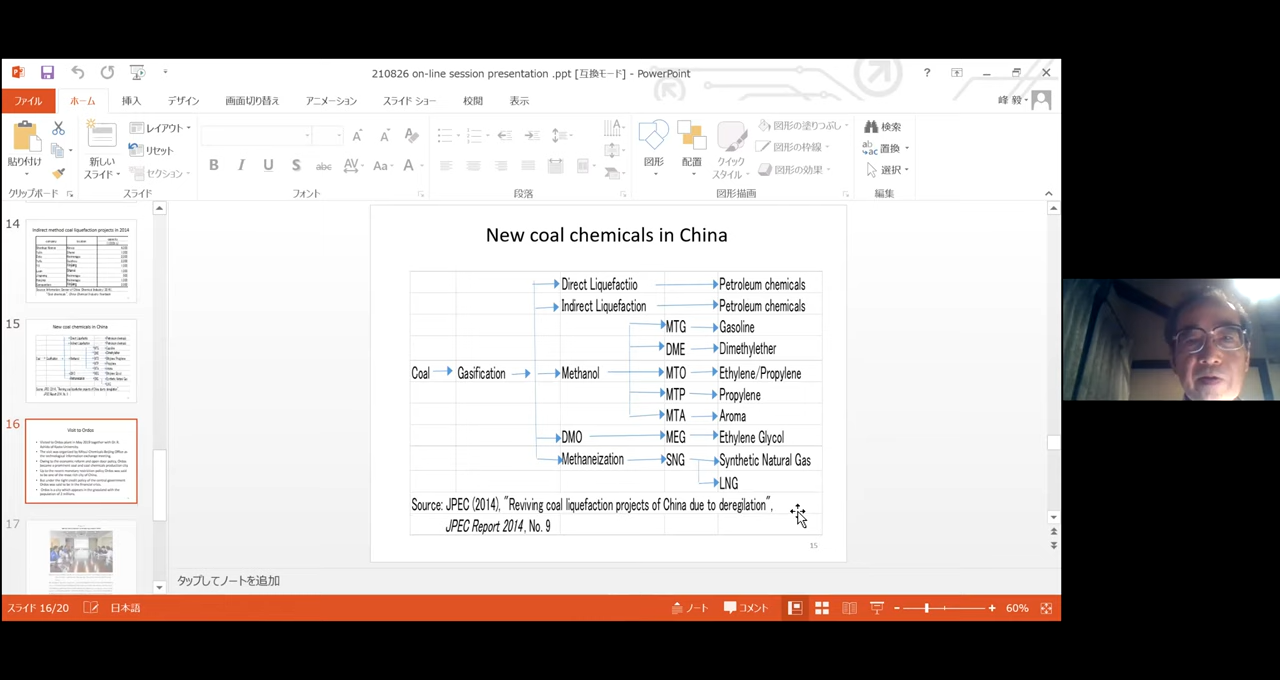 210826 on-line session presentation .ppt [互換モード] - PowerPoint
ファイル ホーム 挿入 デザイン 画面切り替え アニメーション スライド ショー 校閲 表示
峰 毅
貼り付け
新しい
スライド
レイアウト
リセット
セクション
B I U S abc AV Aa A
図形
配置
クイック
スタイル
図形の塗りつぶし
図形の枠線
図形の効果
検索
置換
選択
クリップボード スライド フォント 段落 図形描画 編集
14
Indirect method coal liquefaction projects in 2014
15
New coal chemicals in China
16
Visit to Ordos
17
New coal chemicals in China
Direct Liquefactiio Petroleum chemicals
Indirect Liquefaction Petroleum chemicals
MTG Gasoline
DME Dimethylether
Coal Gasification Methanol MTO Ethylene/Propylene
MTP Propylene
MTA Aroma
DMO MEG Ethylene Glycol
Methaneization SNG Synthetic Natural Gas
LNG
Source: JPEC (2014), "Reviving coal liquefaction projects of China due to deregilation",
JPEC Report 2014, No. 9
15
タップしてノートを追加
スライド 16/20 日本語 ノート コメント 60%